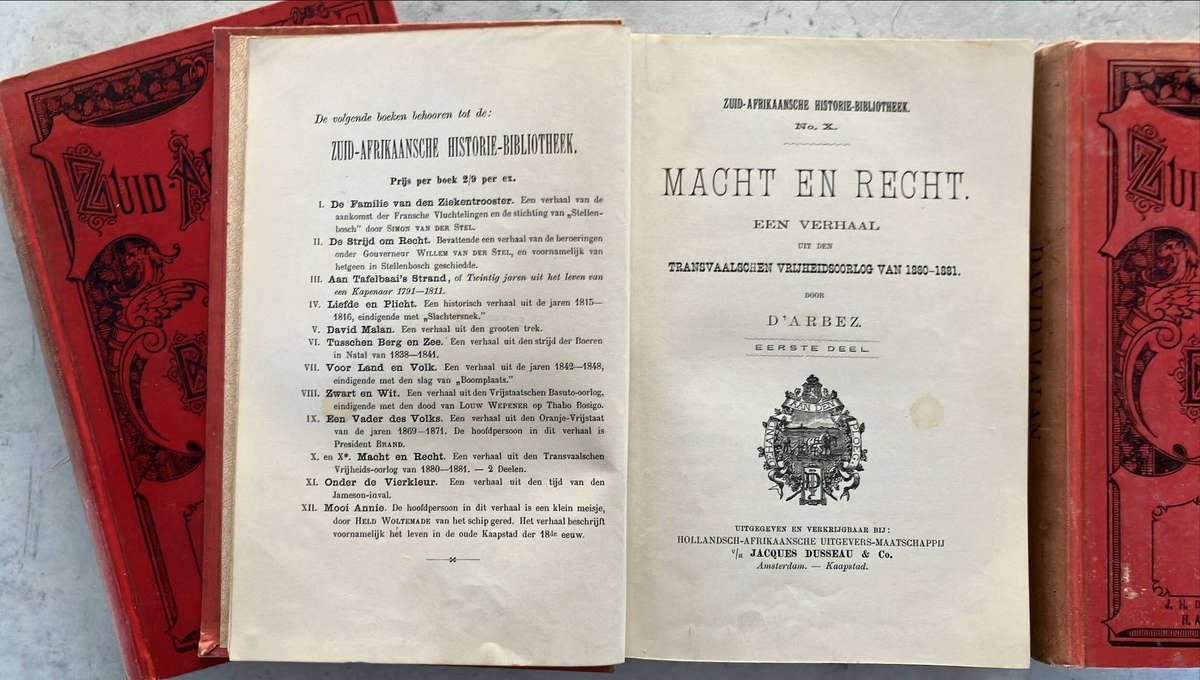 ZUID-
De volgende boeken behooren tot de:
ZUID-AFRIKAANSCHE HISTORIE-BIBLIOTHEEK.
Prijs per boek 2/9 per ex.
I. De Familie van den Ziekentrooster. Een verhaal van de
aankomst der Fransche Vluchtelingen en de stichting van „Stellen-
bosch” door SIMON VAN DER STEL.
II. De Strijd om Recht. Bevattende een verhaal van de beroeringen
onder Gouverneur WILLEM VAN DER STEL, en voornamelijk van
hetgeen in Stellenbosch geschiedde.
III. Aan Tafelbaai's Strand, of Twintig jaren uit het leven van
een Kapenaar 1791—1811.
IV. Liefde en Plicht. Een historisch verhaal uit de jaren 1815—
1816, eindigende met „Slachtersnek.”
V. David Malan. Een verhaal uit den grooten trek.
VI. Tusschen Berg en Zee. Een verhaal uit den strijd der Boeren
in Natal van 1838—1841.
VII. Voor Land en Volk. Een verhaal uit de jaren 1842—1848,
eindigende met den slag van „Boomplaats.”
VIII. Zwart en Wit. Een verhaal uit den Vrijstaatschen Basuto-oorlog,
eindigende met den dood van LOUW WEPENER op Thabo Bosigo.
IX. Een Vader des Volks. Een verhaal uit den Oranje-Vrijstaat
van de jaren 1869—1871. De hoofdpersoon in dit verhaal is
President BRAND.
X. en X*. Macht en Recht. Een verhaal uit den Transvaalschen
Vrijheids-oorlog van 1880—1881. — 2 Deelen.
XI. Onder de Vierkleur. Een verhaal uit den tijd van den
Jameson-inval.
XII. Mooi Annie. De hoofdpersoon in dit verhaal is een klein meisje,
door HELD WOLTEMADE van het schip gered. Het verhaal beschrijft
voornamelijk het leven in de oude Kaapstad der 18de eeuw.
ZUID-AFRIKAANSCHE HISTORIE-BIBLIOTHEEK.
No. X.
MACHT EN RECHT.
EEN VERHAAL
UIT DEN
TRANSVAALSCHEN VRIJHEIDSOORLOG VAN 1880-1881.
DOOR
D'ARBEZ.
EERSTE DEEL.
VAN DEN
UITGEGEVEN EN VERKRIJGBAAR BIJ:
HOLLANDSCH-AFRIKAANSCHE UITGEVERS-MAATSCHAPPIJ
v/h JACQUES DUSSEAU & Co.
Amsterdam. — Kaapstad.
DAVID MALAN
J. H. D
H. A